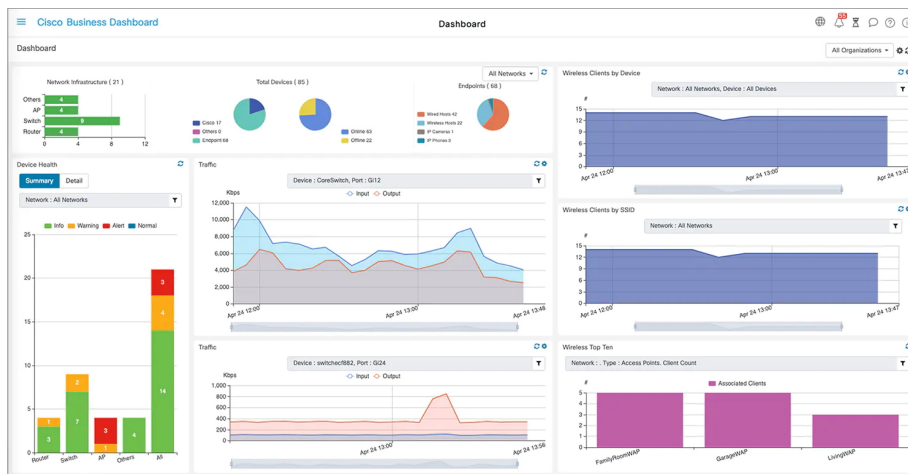 Cisco Business Dashboard
Dashboard
55
Dashboard
All Organizations
All Networks
Network Infrastructure ( 21 )
Others 4
AP 4
Switch 9
Router 4
0 4 8 12
Total Devices ( 85 )
Cisco 17
Others 0
Endpoint 68
Online 63
Offline 22
Endpoints ( 68 )
Wired Hosts 42
Wireless Hosts 22
IP Cameras 1
IP Phones 3
Wireless Clients by Device
Network : All Networks, Device : All Devices
#
15
12
9
6
3
0
Apr 24 12:00 Apr 24 13:00 Apr 24 13:47
Device Health
Summary Detail
Network : All Networks
Info Warning Alert Normal
25
20
15
10
5
0
1
3
2
7
3
1
4
3
4
14
Router Switch AP Others All
Traffic
Device : CoreSwitch, Port : GI12
Input Output
Kbps
12,000
10,000
8,000
6,000
4,000
2,000
0
Apr 24 12:00 Apr 24 13:00 Apr 24 13:48
Wireless Clients by SSID
Network : All Networks
#
15
12
9
6
3
0
Apr 24 12:00 Apr 24 13:00 Apr 24 13:47
Traffic
Device : switchecf882, Port : GI24
Input Output
Kbps
1,000
800
600
400
200
0
Apr 24 13:00 Apr 24 13:56
Wireless Top Ten
Network : . Type : Access Points. Client Count
Associated Clients
#
5
4
3
2
1
0
FamilyRoomWAP GarageWAP LivingWAP